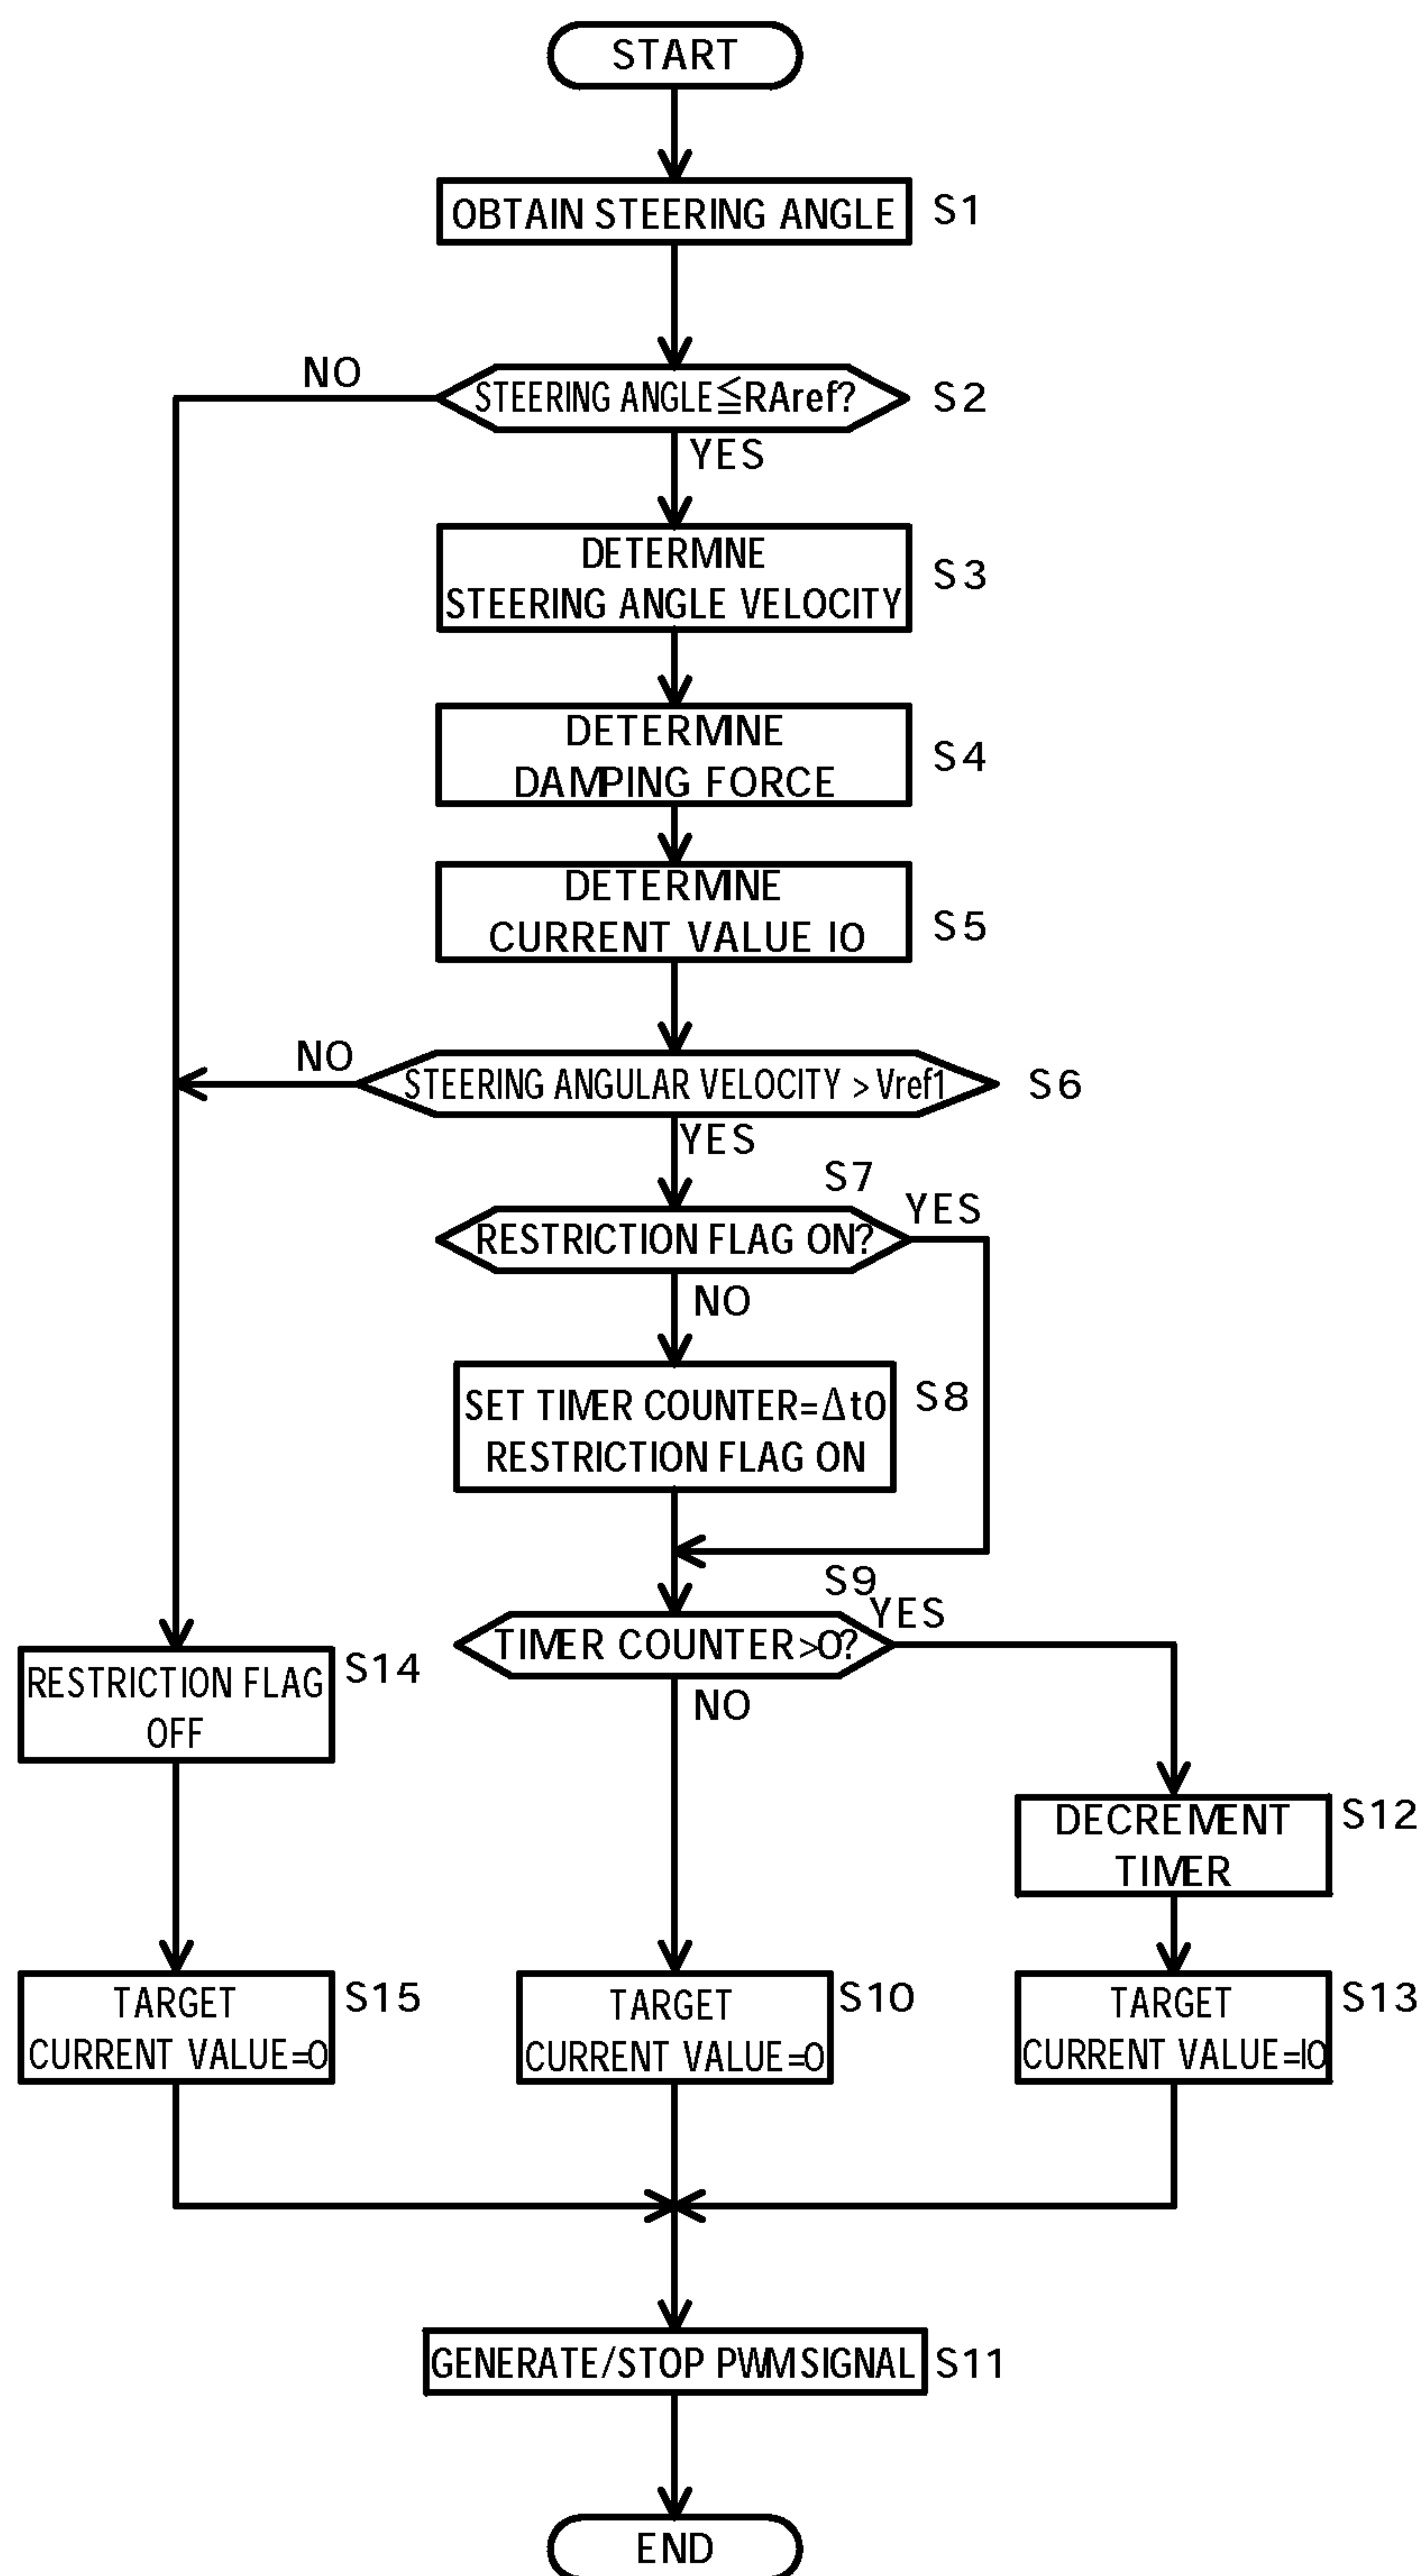 START
OBTAIN STEERING ANGLE
S1
NO
STEERING ANGLE≦RAref?
S2
YES
DETERMINE
STEERING ANGLE VELOCITY
S3
DETERMINE
DAMPING FORCE
S4
DETERMINE
CURRENT VALUE I0
S5
NO
STEERING ANGULAR VELOCITY > Vref1
S6
YES
S7
RESTRICTION FLAG ON?
YES
NO
SET TIMER COUNTER=Δt0
RESTRICTION FLAG ON
S8
S9
TIMER COUNTER>0?
YES
NO
RESTRICTION FLAG
OFF
S14
DECREMENT
TIMER
S12
TARGET
CURRENT VALUE=0
S15
TARGET
CURRENT VALUE=0
S10
TARGET
CURRENT VALUE=I0
S13
GENERATE/STOP PWM SIGNAL
S11
END